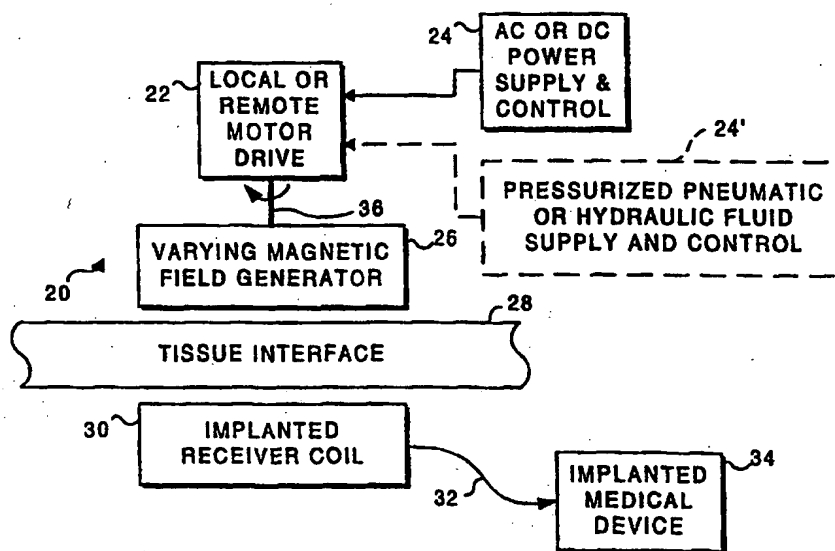 24
AC OR DC
POWER
SUPPLY &
CONTROL
22
LOCAL OR
REMOTE
MOTOR
DRIVE
24'
PRESSURIZED PNEUMATIC
OR HYDRAULIC FLUID
SUPPLY AND CONTROL
36
26
VARYING MAGNETIC
FIELD GENERATOR
20
28
TISSUE INTERFACE
30
IMPLANTED
RECEIVER COIL
32
34
IMPLANTED
MEDICAL
DEVICE